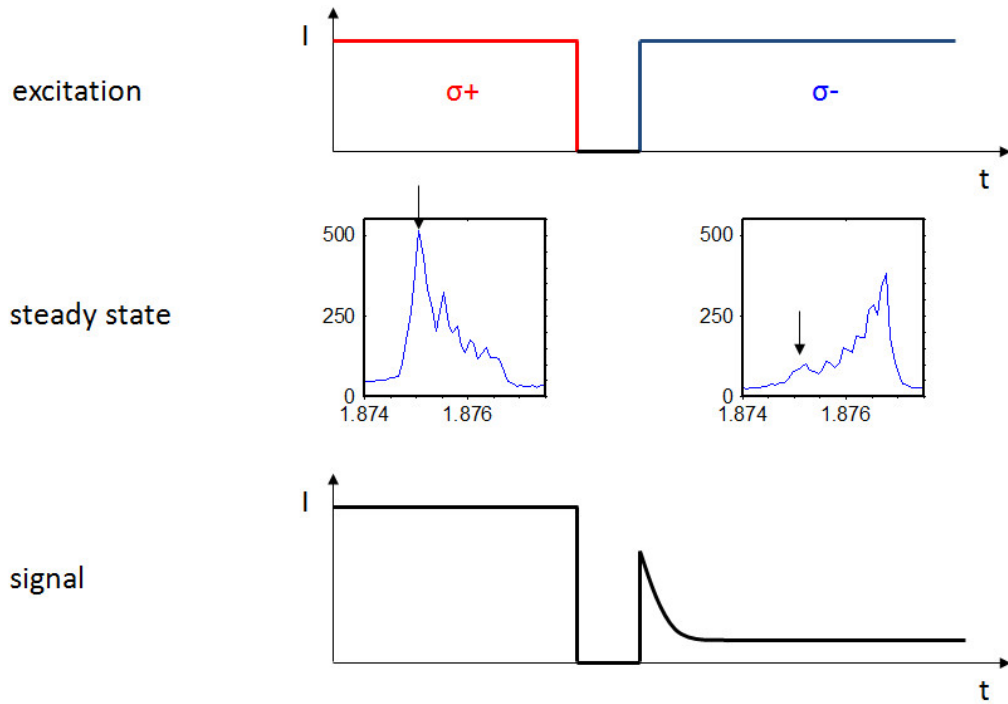 I
excitation
σ+
σ-
t
steady state
500
250
0
1.874
1.876
500
250
0
1.874
1.876
I
signal
t